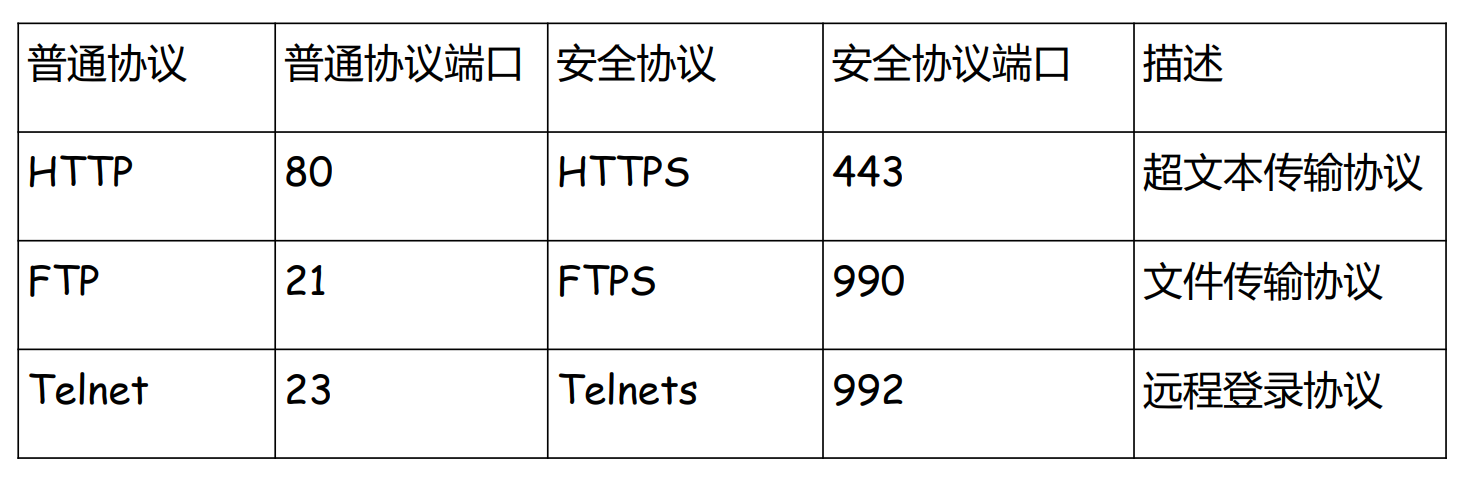 普通协议 普通协议端口 安全协议 安全协议端口 描述
HTTP 80 HTTPS 443 超文本传输协议
FTP 21 FTPS 990 文件传输协议
Telnet 23 Telnets 992 远程登录协议